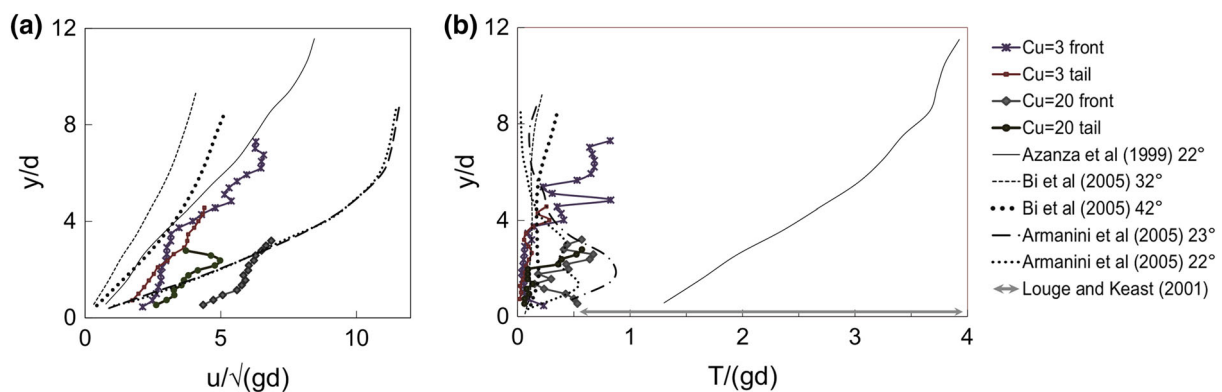 (a)
12
8
4
0
y/d
0
5
10
u/√(gd)
(b)
12
8
4
0
y/d
0
1
2
3
4
T/(gd)
Cu=3 front
Cu=3 tail
Cu=20 front
Cu=20 tail
Azanza et al (1999) 22°
Bi et al (2005) 32°
Bi et al (2005) 42°
Armanini et al (2005) 23°
Armanini et al (2005) 22°
Louge and Keast (2001)